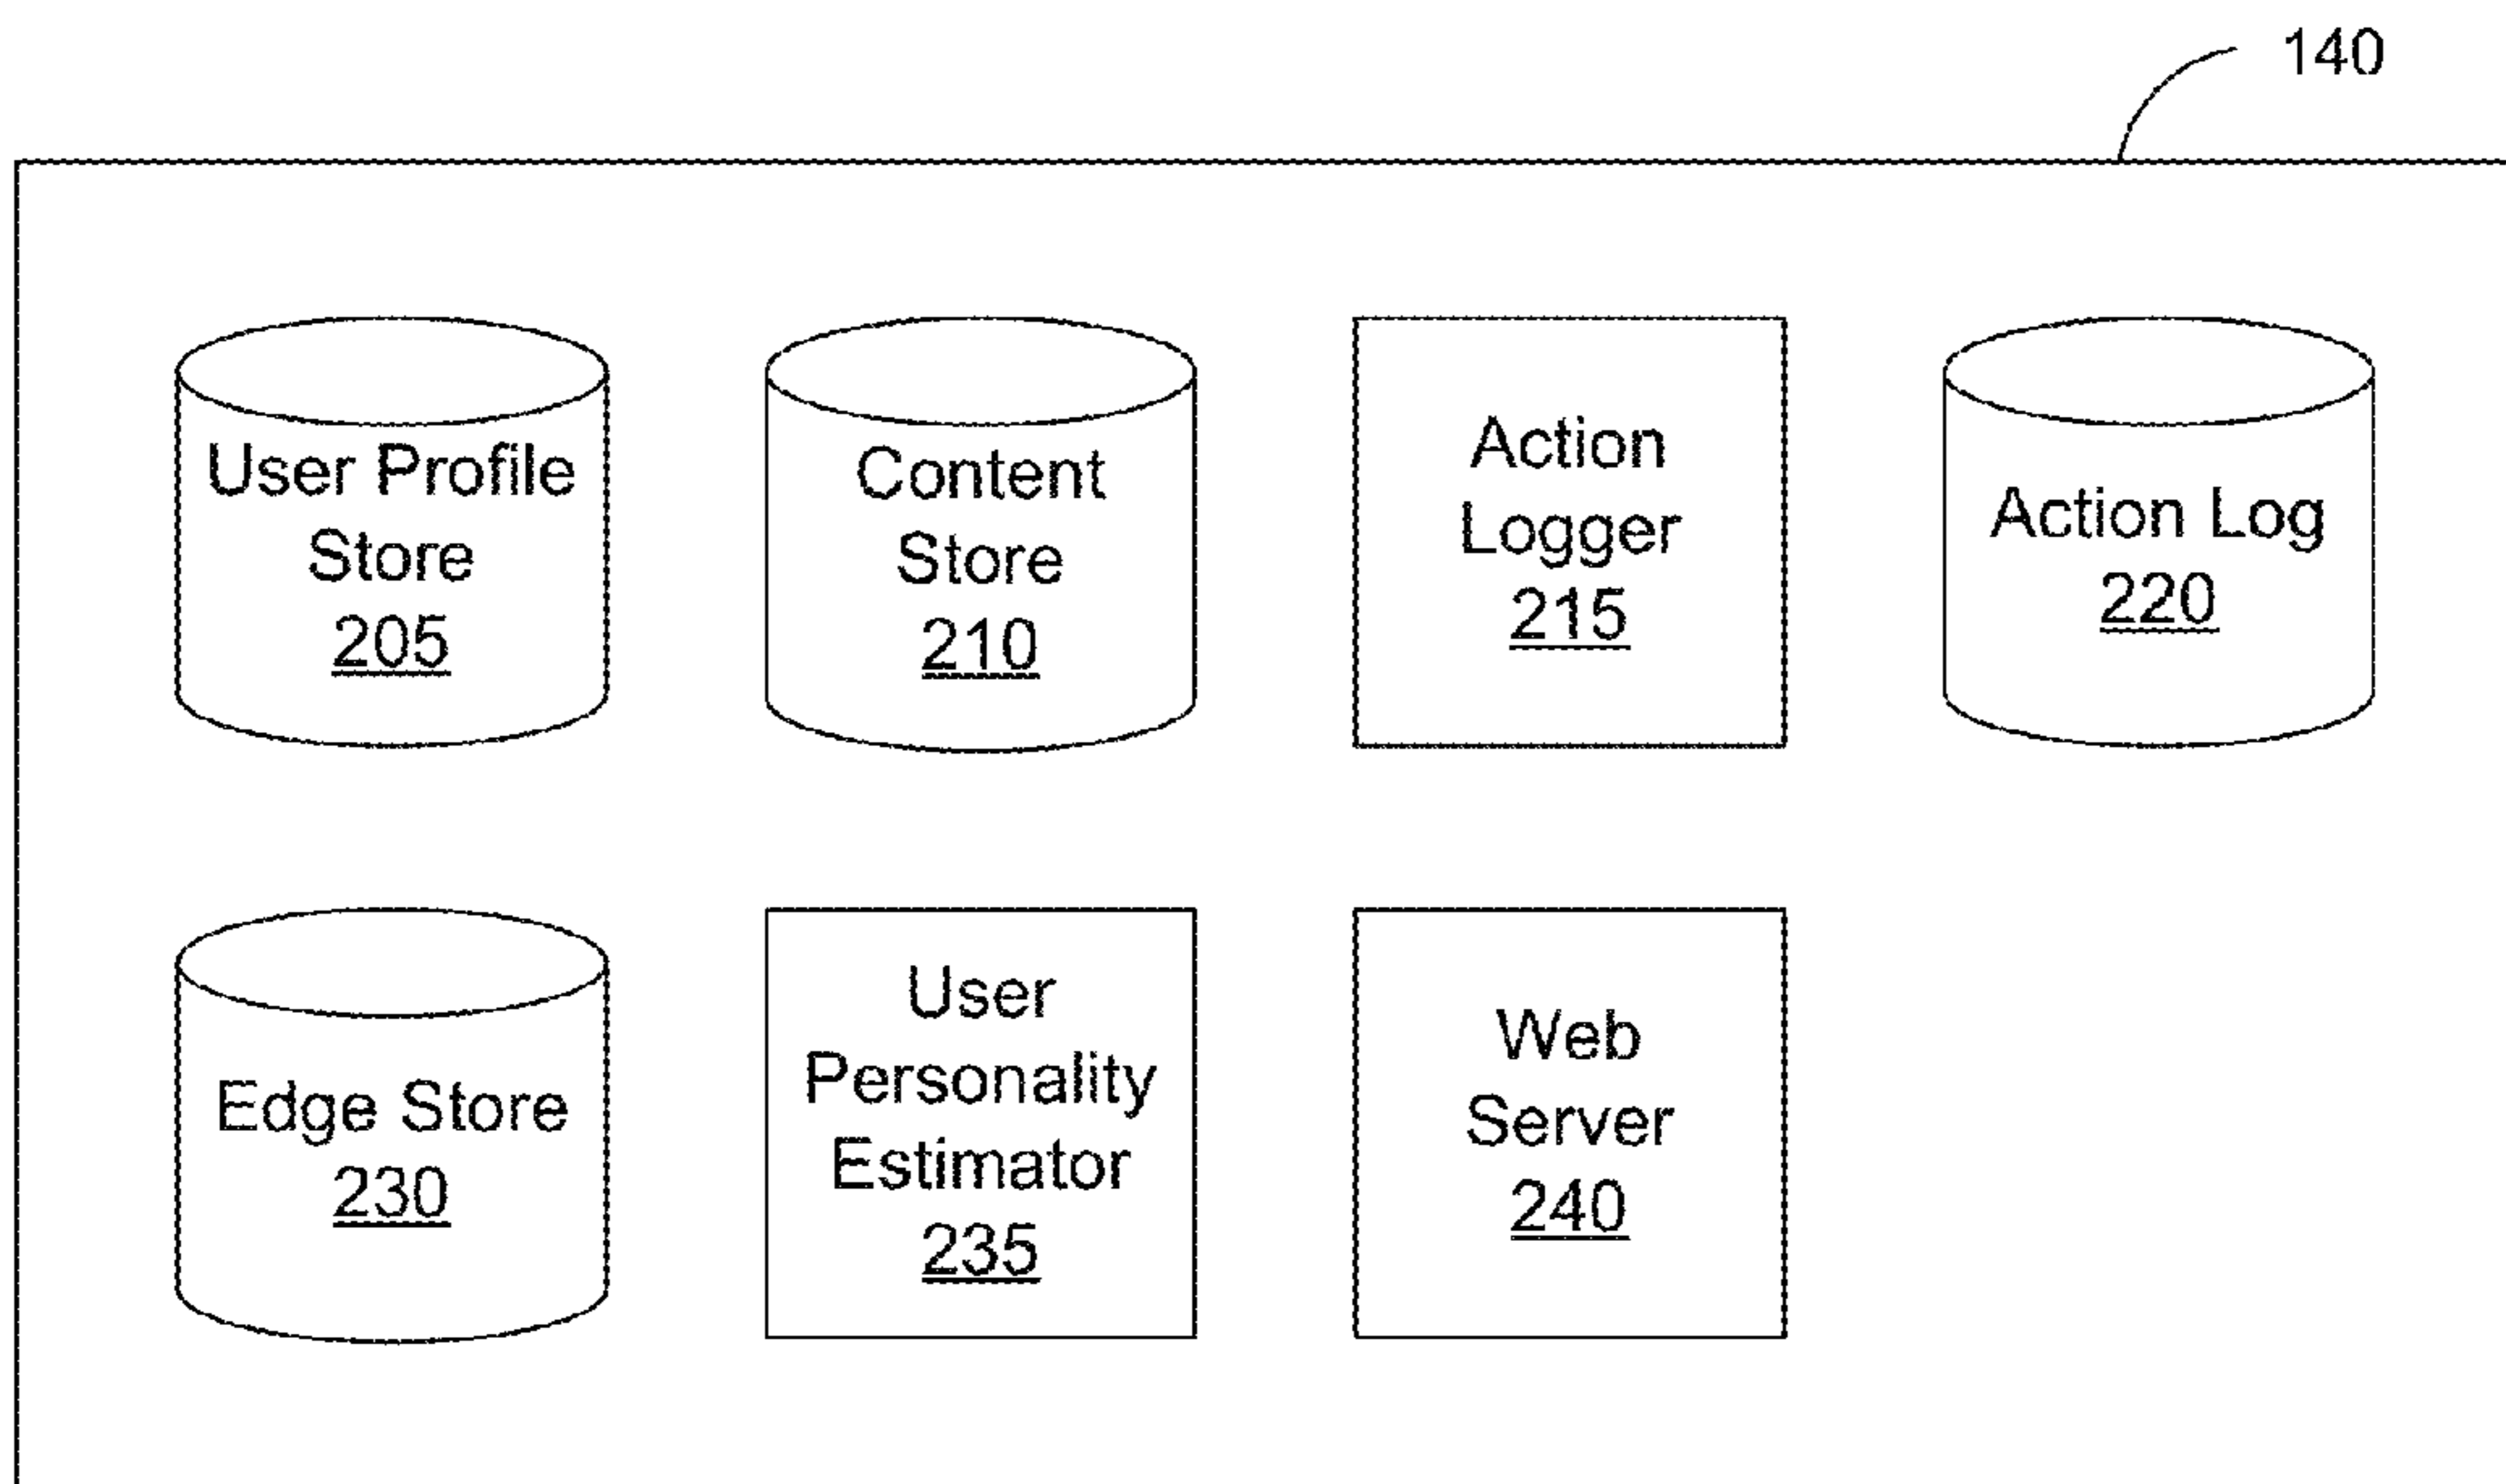 140
User Profile
Store
205
Content
Store
210
Action
Logger
215
Action Log
220
Edge Store
230
User
Personality
Estimator
235
Web
Server
240